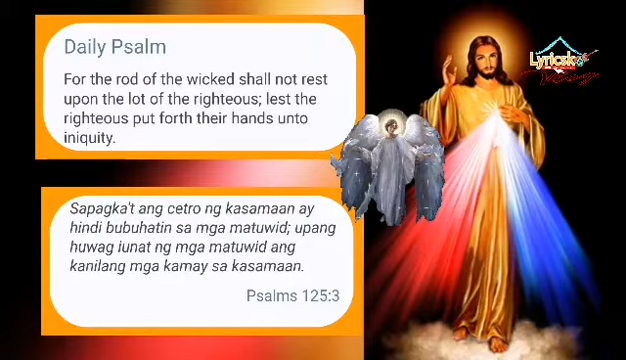 Daily Psalm
For the rod of the wicked shall not rest
upon the lot of the righteous; lest the
righteous put forth their hands unto
iniquity.
Sapagka't ang cetro ng kasamaan ay
hindi bubuhatin sa mga matuwid; upang
huwag iunat ng mga matuwid ang
kanilang mga kamay sa kasamaan.
Psalms 125:3